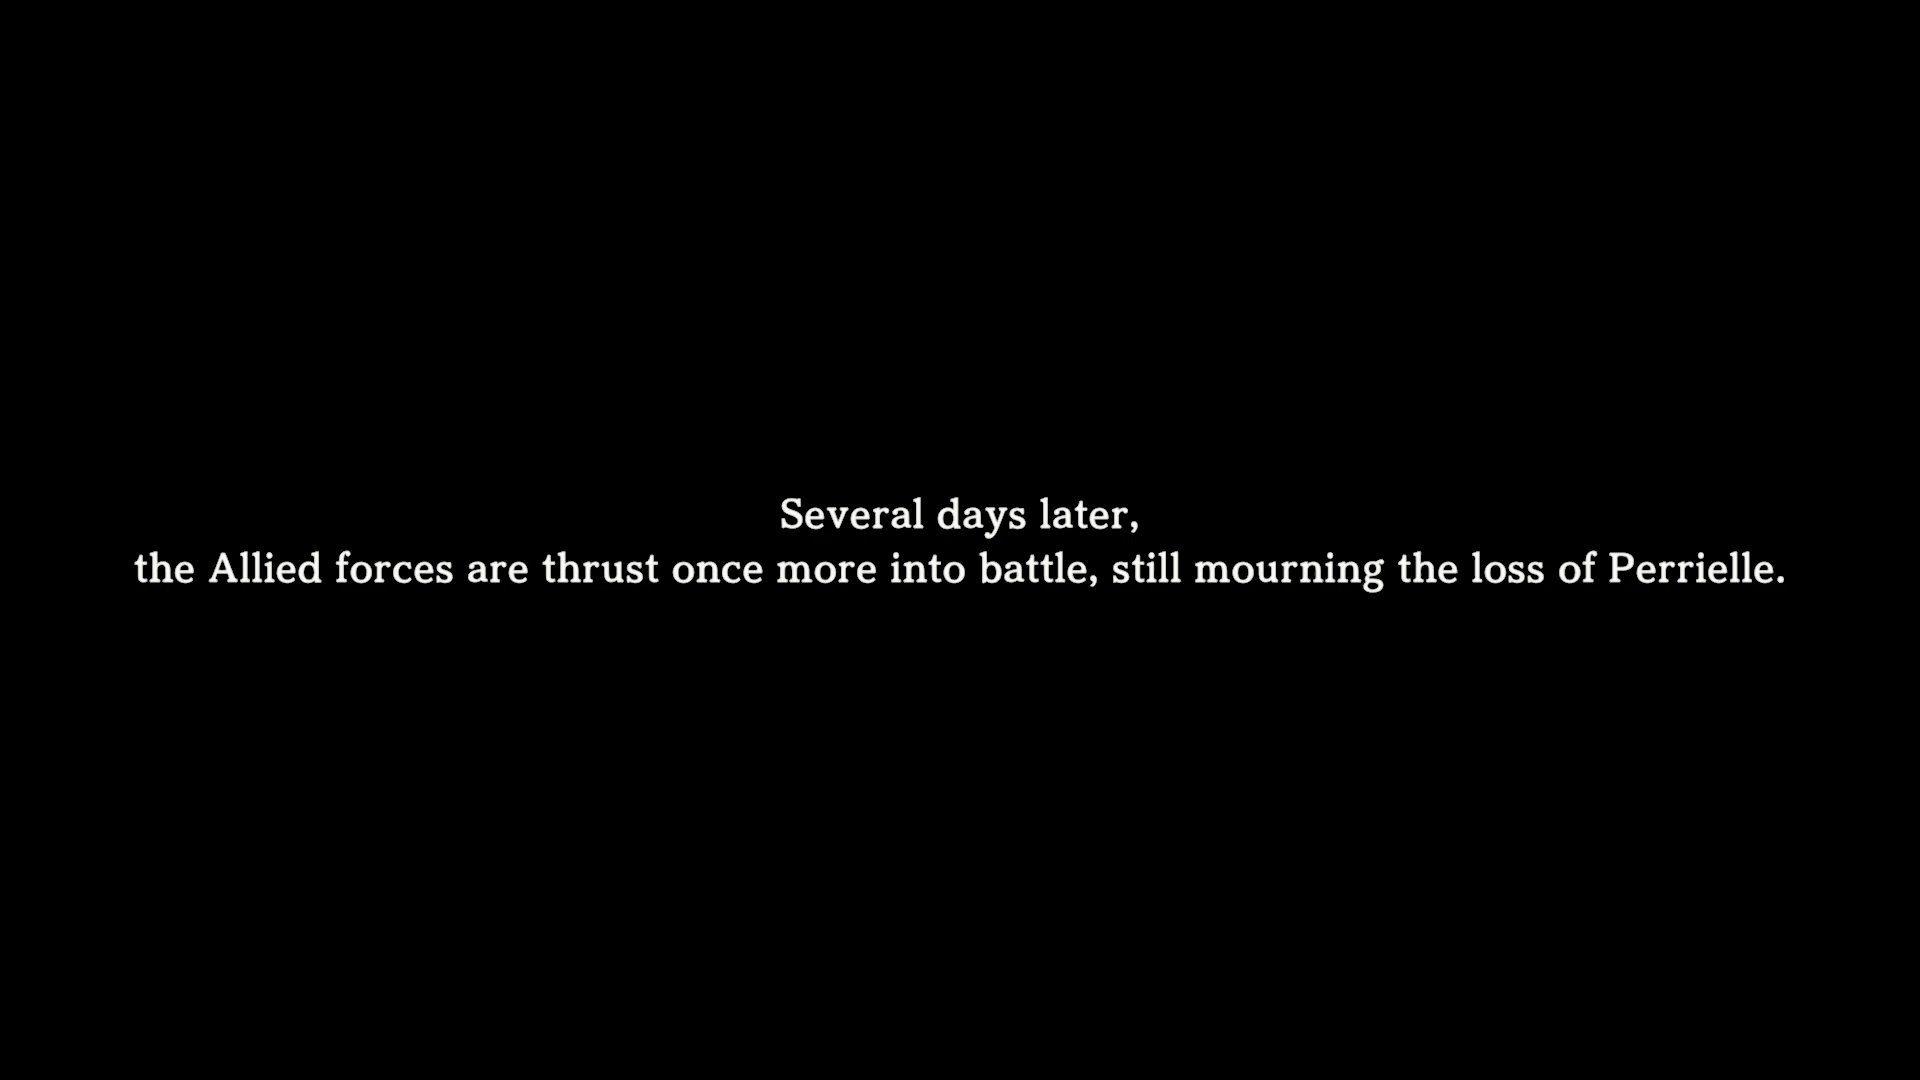 Several days later,
the Allied forces are thrust once more into battle, still mourning the loss of Perrielle.